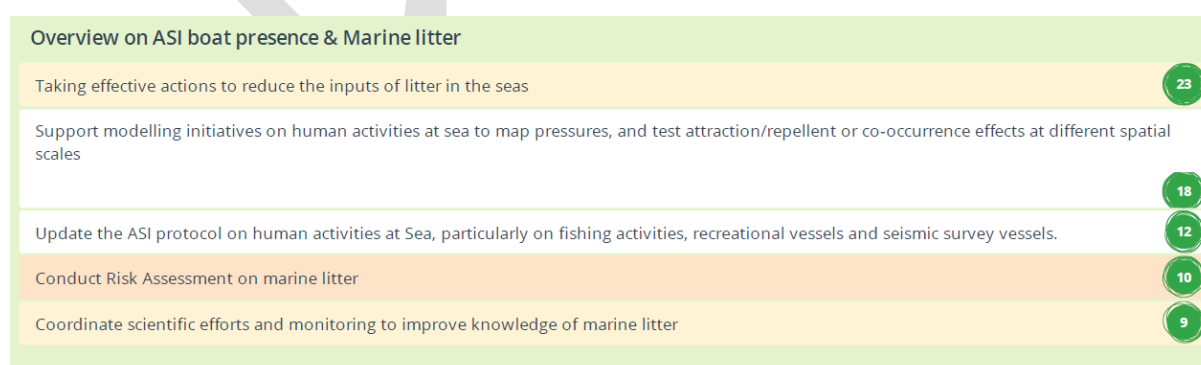 Overview on ASI boat presence & Marine litter
Taking effective actions to reduce the inputs of litter in the seas
23
Support modelling initiatives on human activities at sea to map pressures, and test attraction/repellent or co-occurrence effects at different spatial
scales
18
Update the ASI protocol on human activities at Sea, particularly on fishing activities, recreational vessels and seismic survey vessels.
12
Conduct Risk Assessment on marine litter
10
Coordinate scientific efforts and monitoring to improve knowledge of marine litter
9